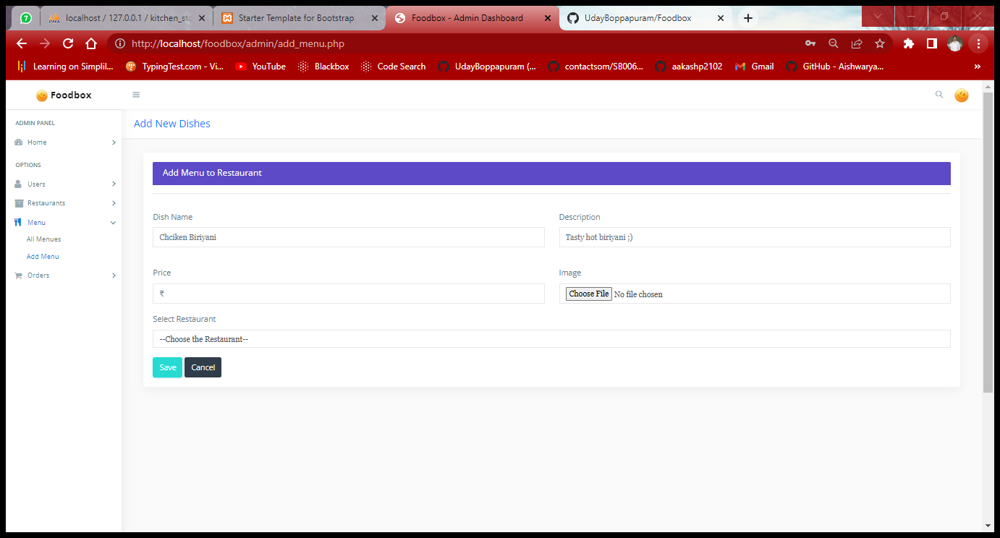 7
PMA
localhost / 127.0.0.1 / kitchen_sto
Starter Template for Bootstrap
Foodbox - Admin Dashboard
UdayBoppapuram/Foodbox
http://localhost/foodbox/admin/add_menu.php
Learning on Simplil...
TypingTest.com - Vi...
YouTube
Blackbox
Code Search
UdayBoppapuram (...
contactsom/SB006...
aakashp2102
Gmail
GitHub - Aishwarya...
»
Foodbox
ADMIN PANEL
Home
OPTIONS
Users
Restaurants
Menu
All Menues
Add Menu
Orders
Add New Dishes
Add Menu to Restaurant
Dish Name
Description
Chciken Biriyani
Tasty hot biriyani ;)
Price
Image
₹
Choose File No file chosen
Select Restaurant
--Choose the Restaurant--
Save Cancel